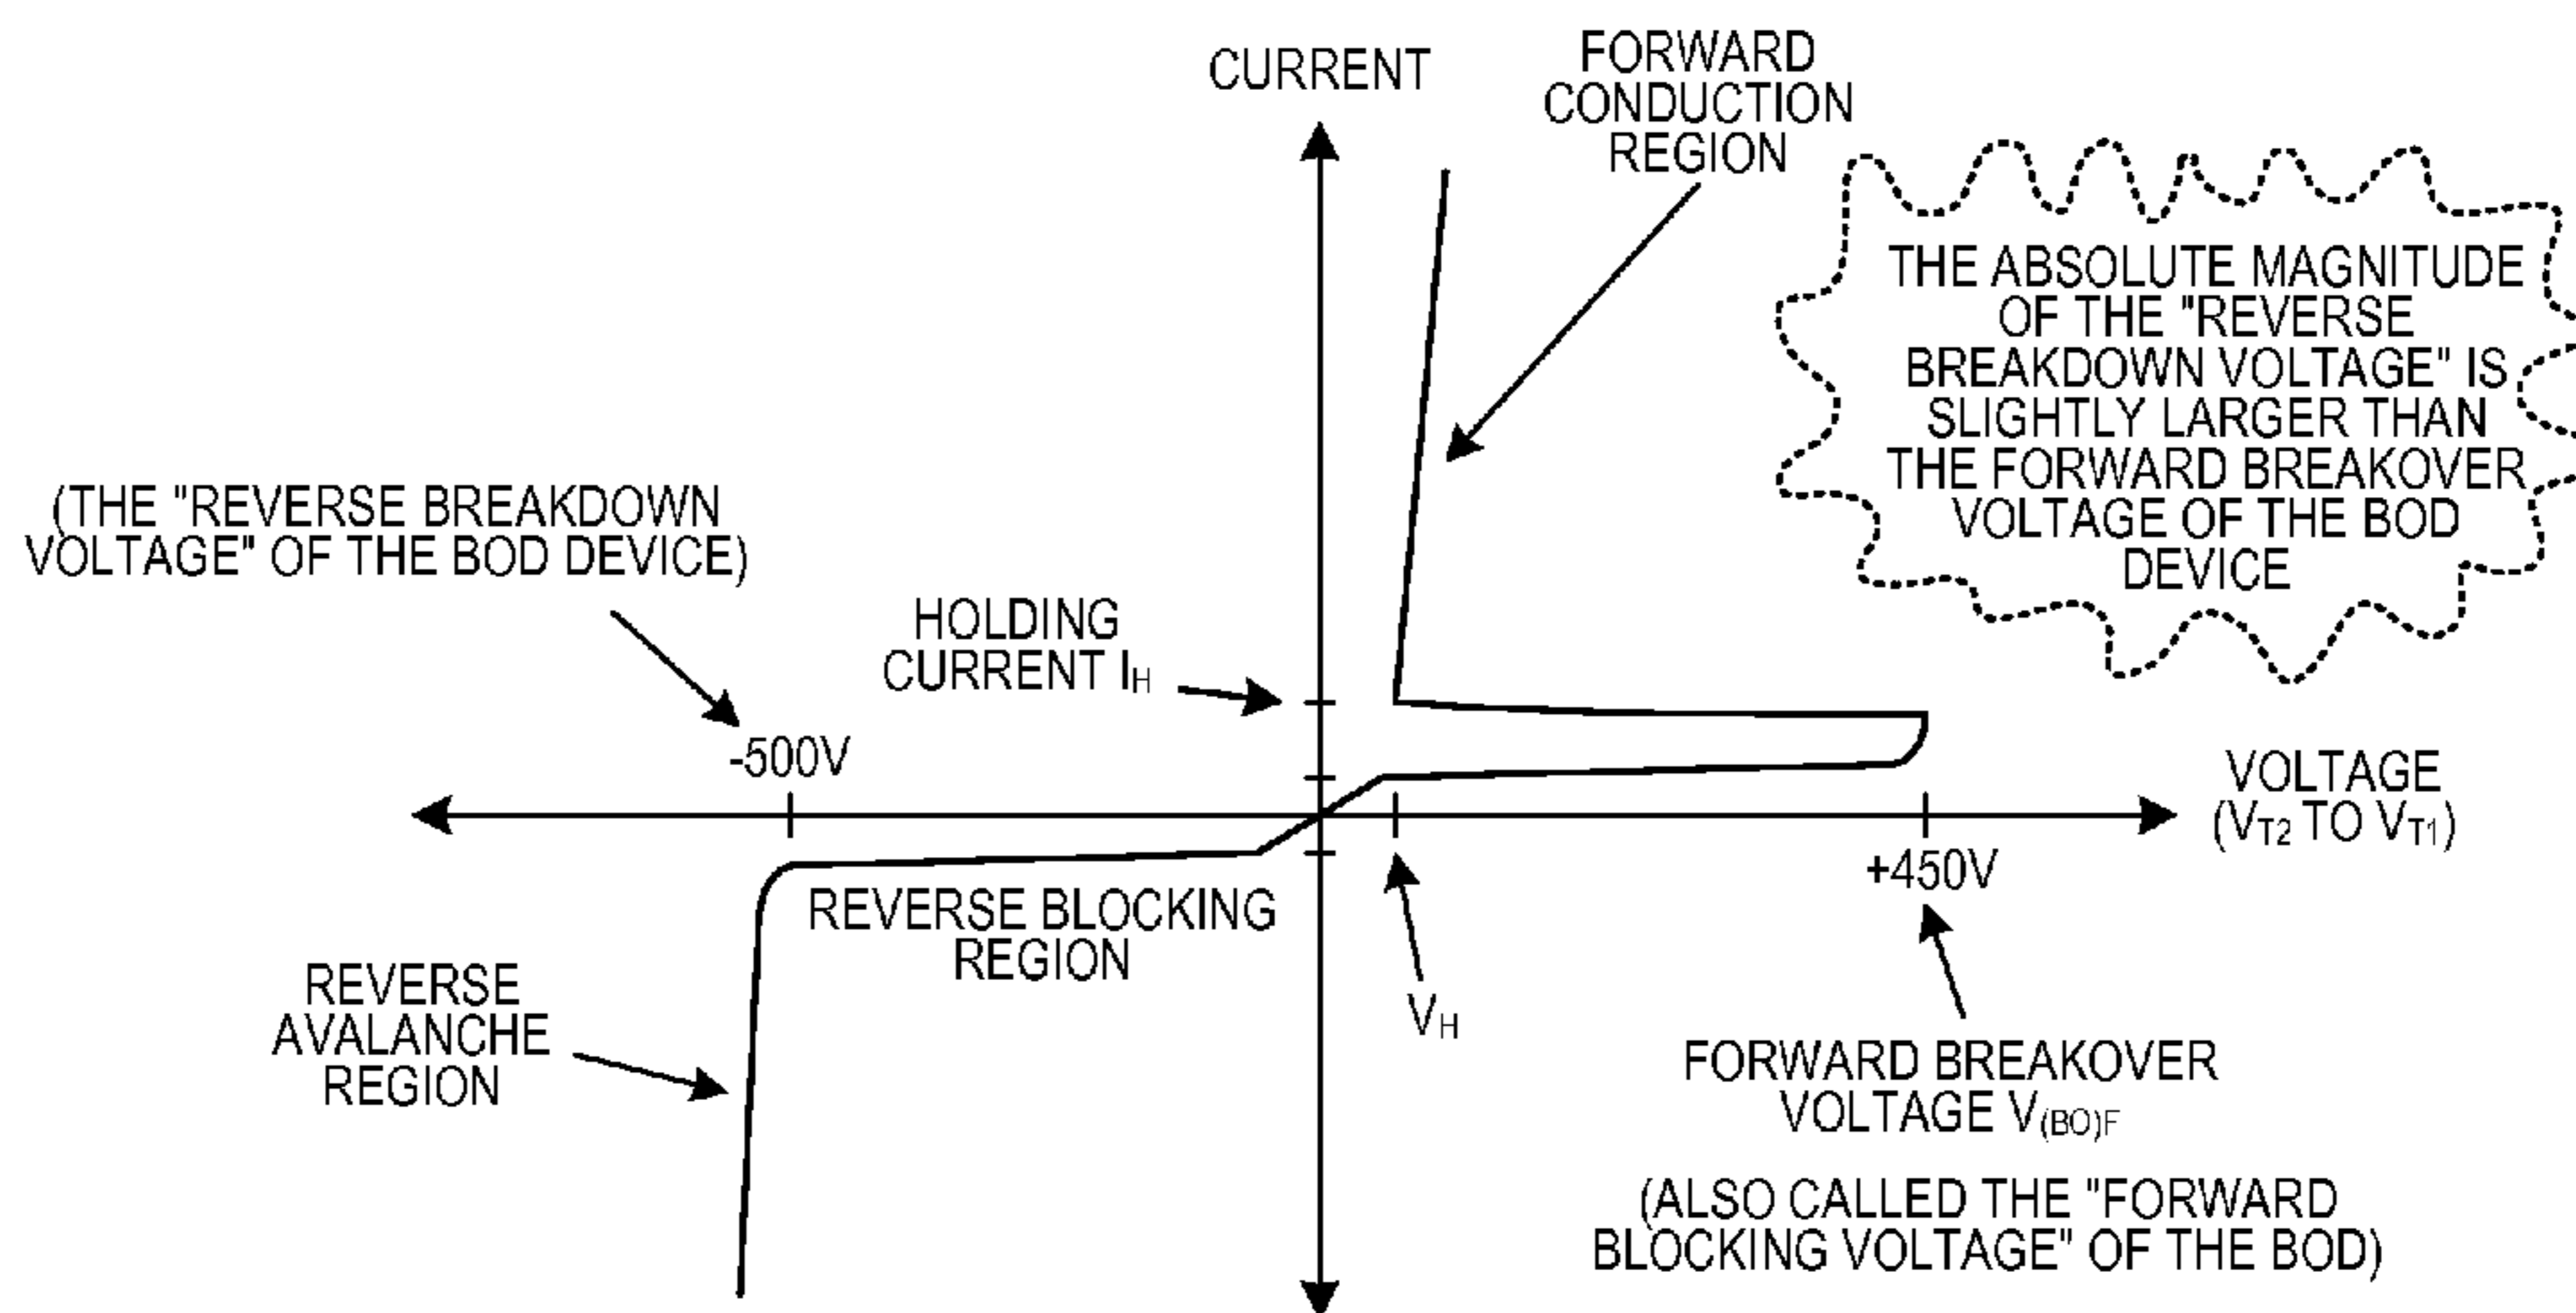 CURRENT
FORWARD
CONDUCTION
REGION
THE ABSOLUTE MAGNITUDE
OF THE "REVERSE
BREAKDOWN VOLTAGE" IS
SLIGHTLY LARGER THAN
THE FORWARD BREAKOVER
VOLTAGE OF THE BOD
DEVICE
(THE "REVERSE BREAKDOWN
VOLTAGE" OF THE BOD DEVICE)
HOLDING
CURRENT IH
-500V
VOLTAGE
(VT2 TO VT1)
+450V
REVERSE BLOCKING
REGION
REVERSE
AVALANCHE
REGION
VH
FORWARD BREAKOVER
VOLTAGE V(BO)F
(ALSO CALLED THE "FORWARD
BLOCKING VOLTAGE" OF THE BOD)